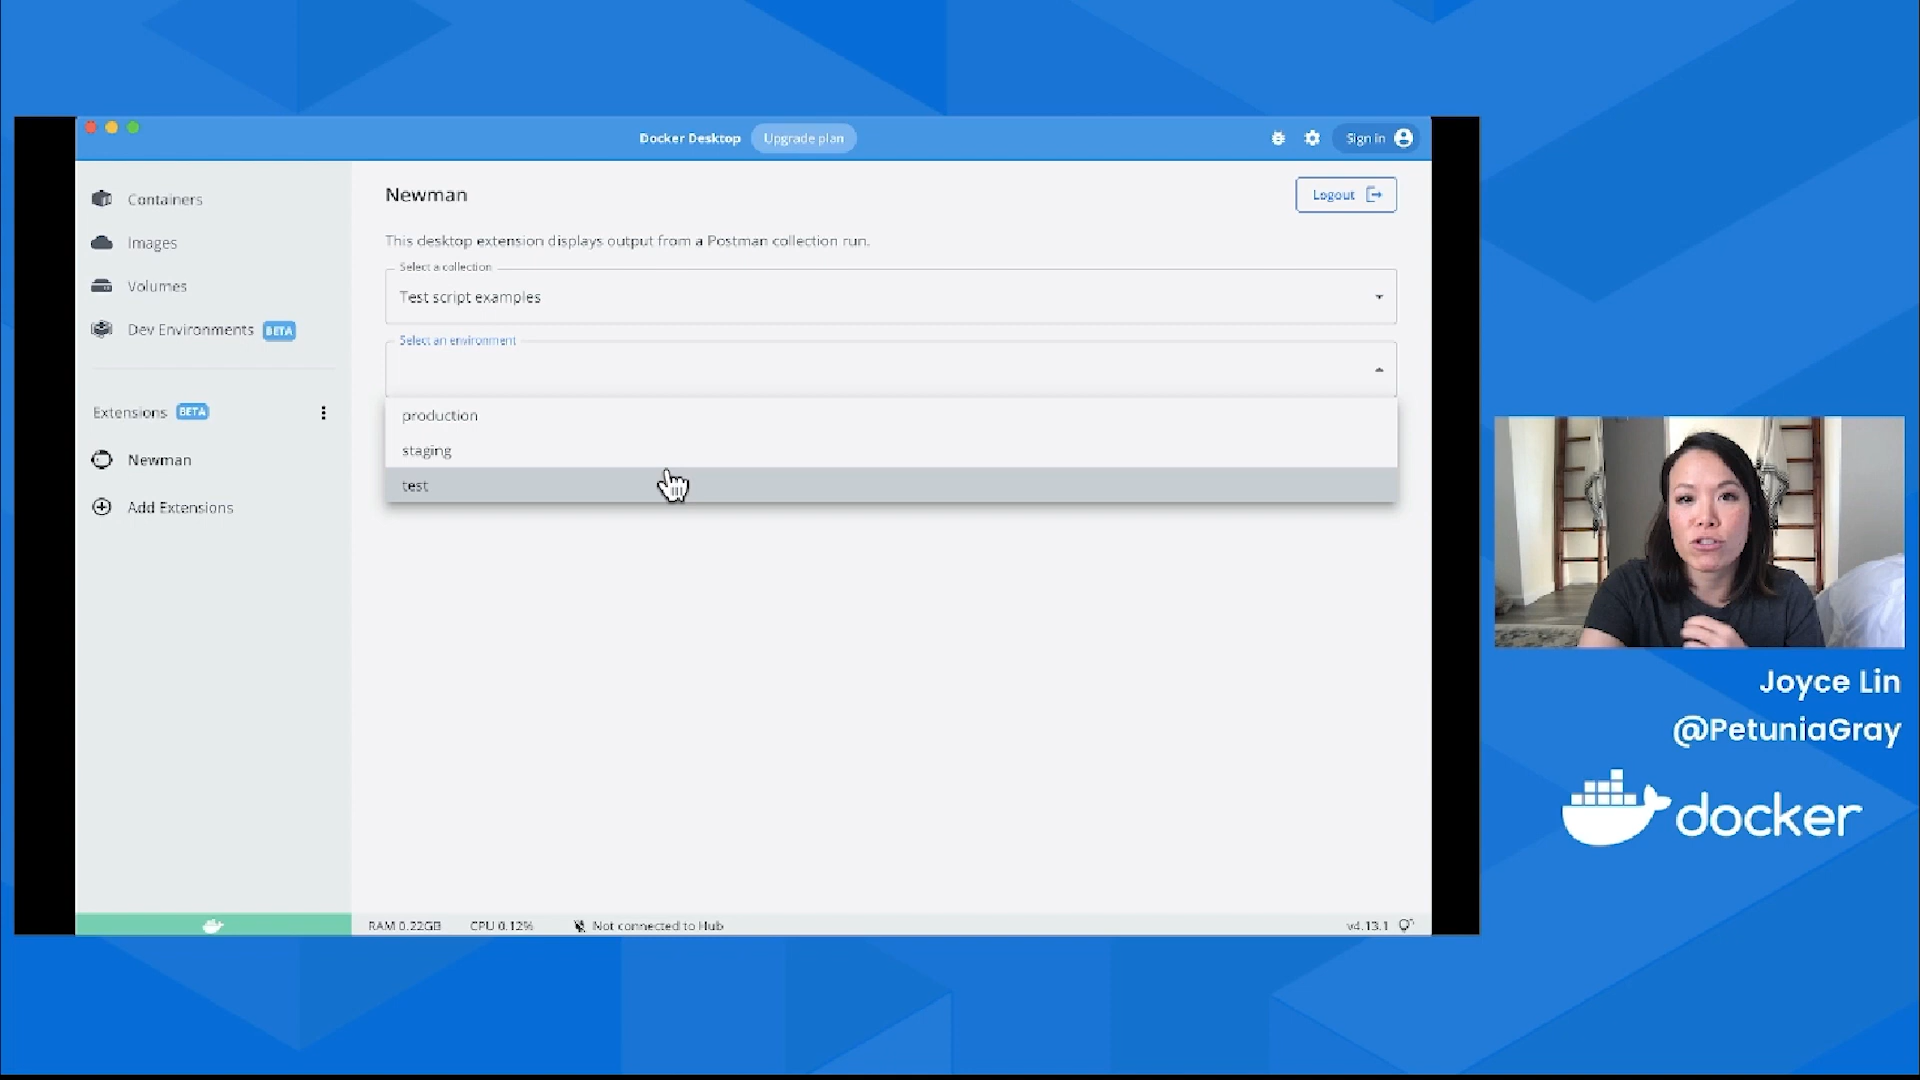 Docker Desktop
Upgrade plan
Sign in
Containers
Images
Volumes
Dev Environments BETA
Extensions BETA
Newman
Add Extensions
Newman
Logout
This desktop extension displays output from a Postman collection run.
Select a collection
Test script examples
Select an environment
production
staging
test
RAM 0.22GB
CPU 0.12%
Not connected to Hub
v4.13.1
Joyce Lin
@PetuniaGray
docker